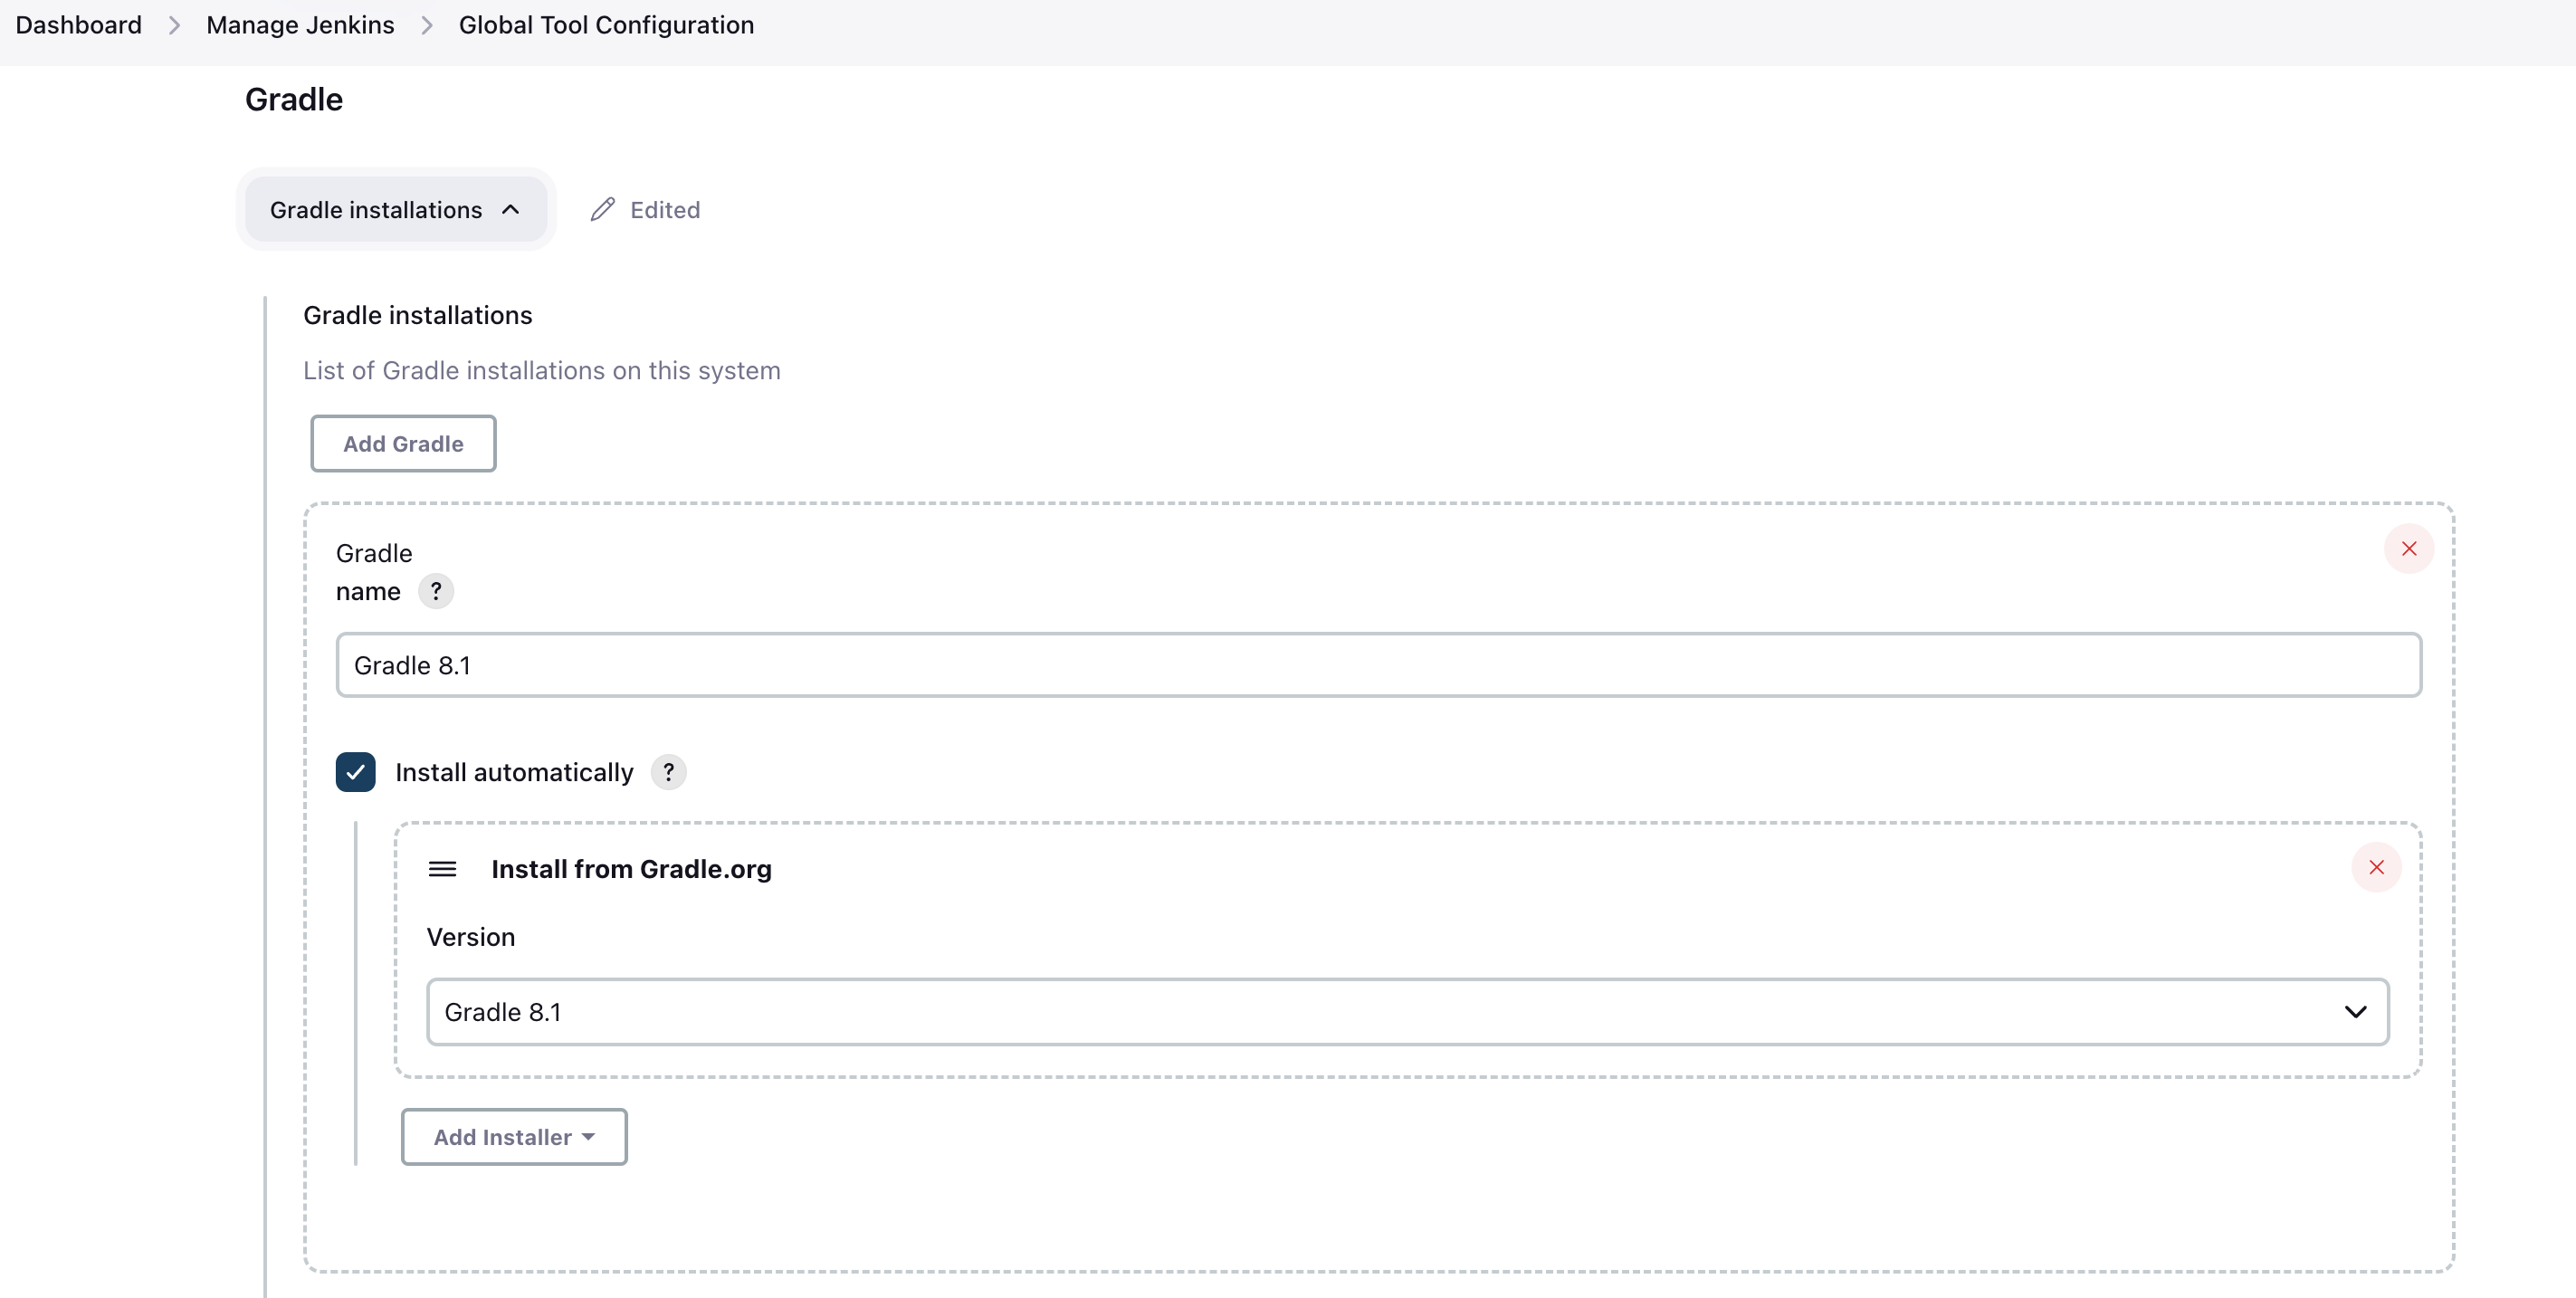 Dashboard > Manage Jenkins > Global Tool Configuration
Gradle
Gradle installations Edited
Gradle installations
List of Gradle installations on this system
Add Gradle
Gradle
name ?
Gradle 8.1
Install automatically ?
Install from Gradle.org
Version
Gradle 8.1
Add Installer